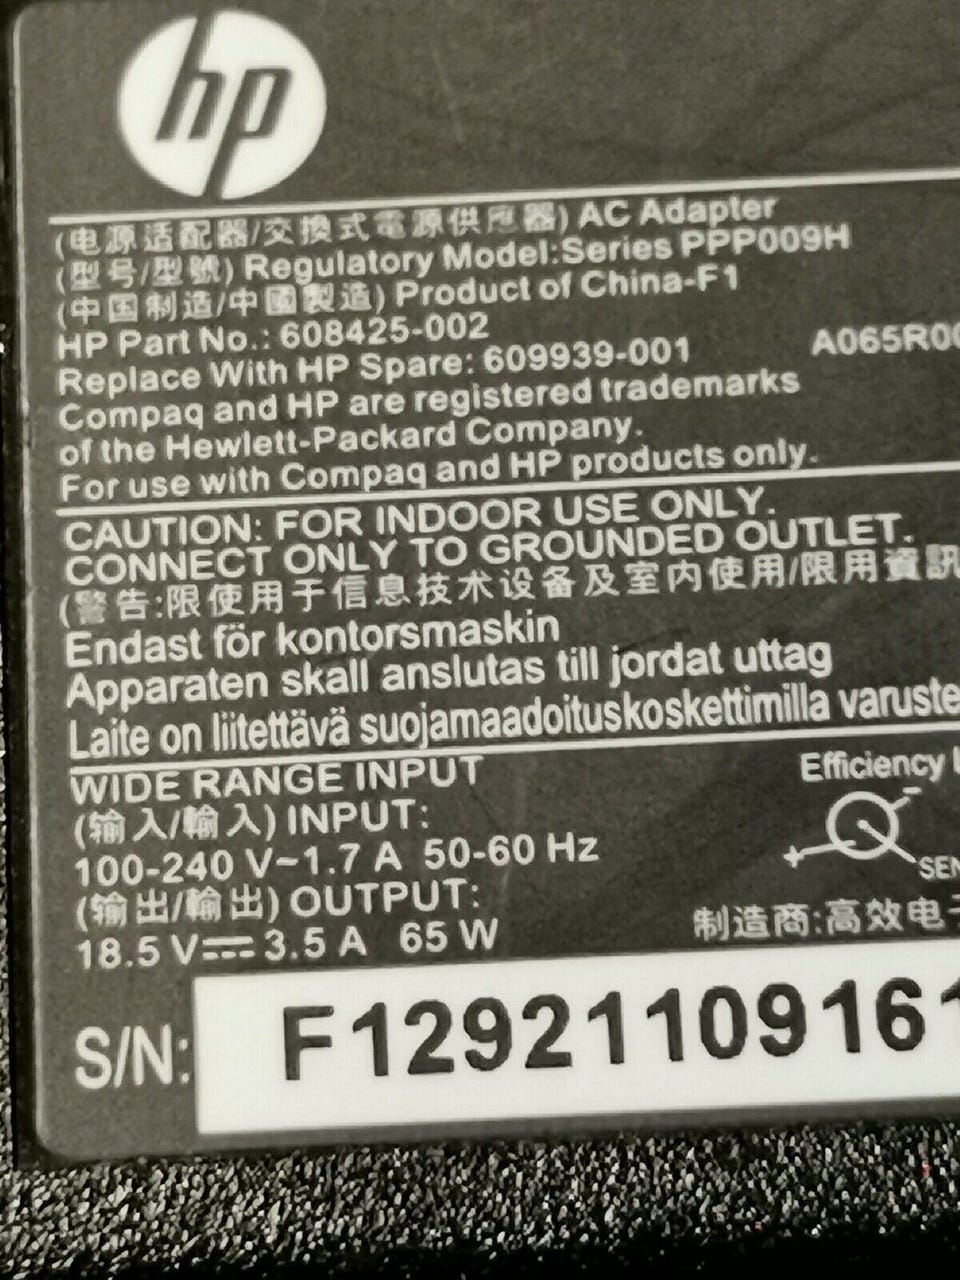 hp
(电源适配器/交換式電源供應器) AC Adapter
(型号/型號) Regulatory Model:Series PPP009H
(中国制造/中國製造) Product of China-F1
HP Part No.: 608425-002
Replace With HP Spare: 609939-001 A065R00
Compaq and HP are registered trademarks
of the Hewlett-Packard Company.
For use with Compaq and HP products only.
CAUTION: FOR INDOOR USE ONLY.
CONNECT ONLY TO GROUNDED OUTLET.
(警告:限使用于信息技术设备及室内使用/限用資訊
Endast för kontorsmaskin
Apparaten skall anslutas till jordat uttag
Laite on liitettävä suojamaadoituskoskettimilla varuste
WIDE RANGE INPUT
Efficiency L
(输入/輸入) INPUT:
100-240 V~1.7 A 50-60 Hz
SEN
(输出/輸出) OUTPUT:
18.5 V⎓3.5 A 65 W
制造商:高效电子
S/N: F12921109161